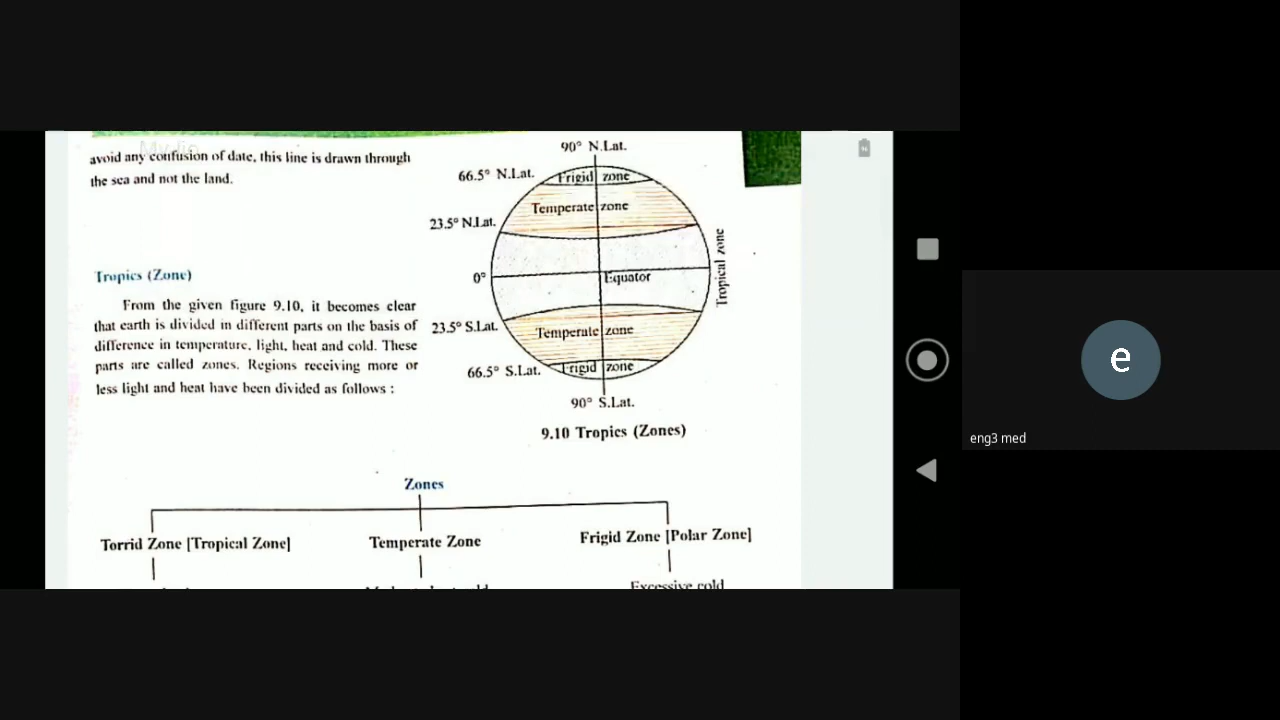 avoid any confusion of date, this line is drawn through
the sea and not the land.
Tropics (Zone)
From the given figure 9.10, it becomes clear
that earth is divided in different parts on the basis of
difference in temperature, light, heat and cold. These
parts are called zones. Regions receiving more or
less light and heat have been divided as follows :
90° N.Lat.
66.5° N.Lat.
Frigid zone
Temperate zone
23.5° N.Lat.
Tropical zone
0°
Equator
23.5° S.Lat.
Temperate zone
66.5° S.Lat.
Frigid zone
90° S.Lat.
9.10 Tropics (Zones)
Zones
Torrid Zone [Tropical Zone]
Temperate Zone
Frigid Zone [Polar Zone]
Excessive cold
e
eng3 med